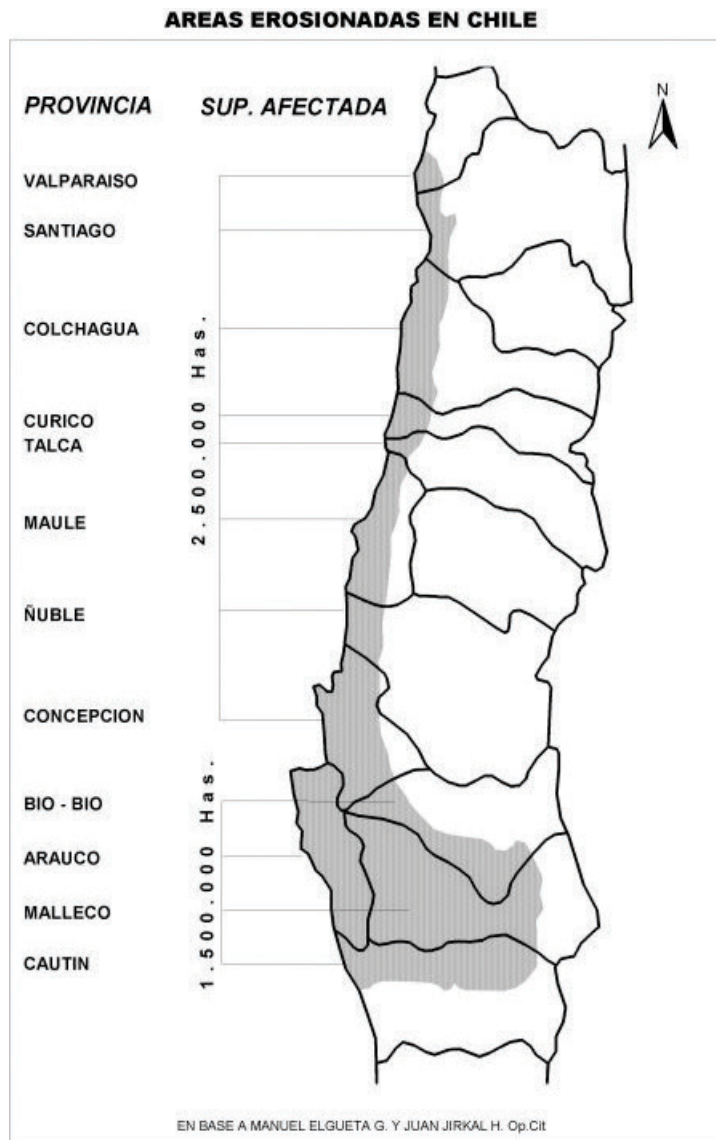 AREAS EROSIONADAS EN CHILE
PROVINCIA SUP. AFECTADA
N
VALPARAISO
SANTIAGO
COLCHAGUA
CURICO
TALCA
MAULE
ÑUBLE
CONCEPCION
2.500.000 Has.
BIO - BIO
ARAUCO
MALLECO
CAUTIN
1.500.000 Has.
EN BASE A MANUEL ELGUETA G. Y JUAN JIRKAL H. Op.Cit